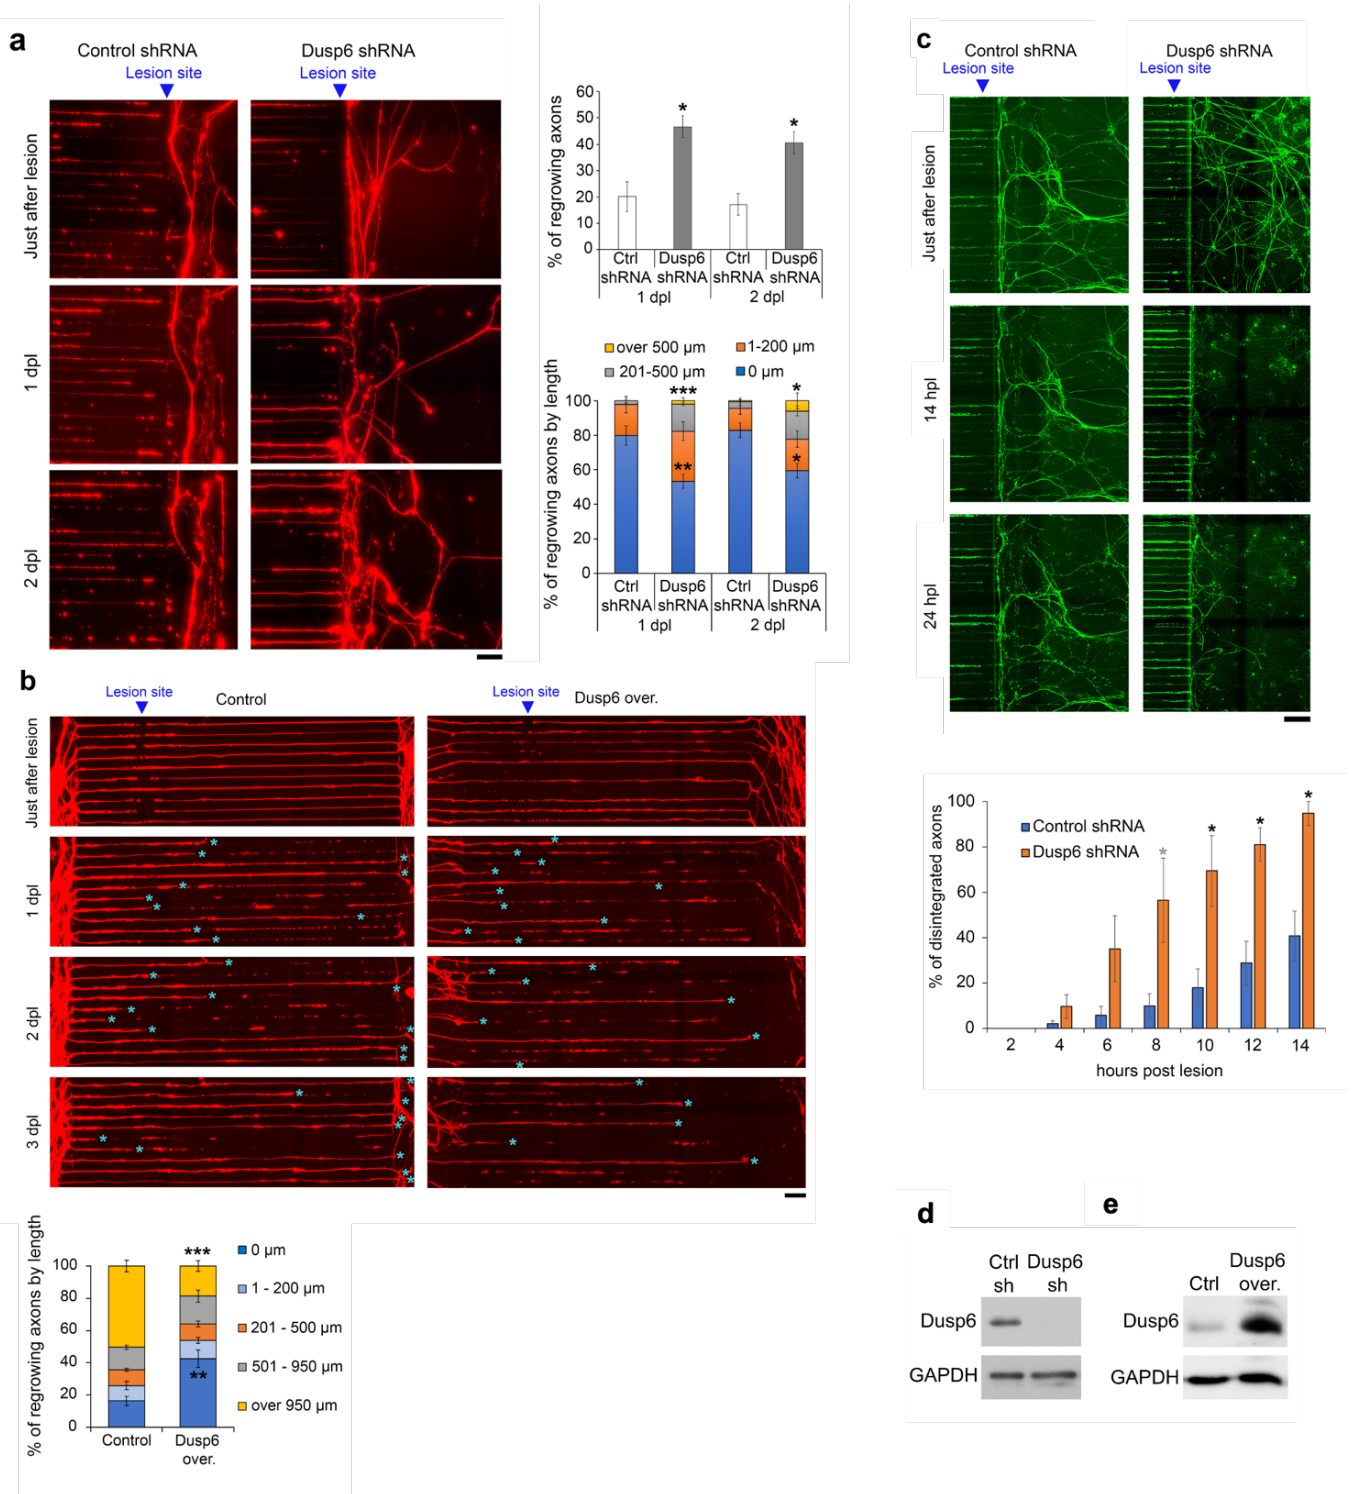 a
Control shRNA
Dusp6 shRNA
Lesion site
Lesion site
Just after lesion
1 dpl
2 dpl
% of regrowing axons
60
50
40
30
20
10
0
*
*
Ctrl shRNA
Dusp6 shRNA
Ctrl shRNA
Dusp6 shRNA
1 dpl
2 dpl
over 500 µm
1-200 µm
201-500 µm
0 µm
% of regrowing axons by length
100
80
60
40
20
0
***
*
**
*
Ctrl shRNA
Dusp6 shRNA
Ctrl shRNA
Dusp6 shRNA
1 dpl
2 dpl
b
Lesion site
Control
Lesion site
Dusp6 over.
Just after lesion
1 dpl
2 dpl
3 dpl
% of regrowing axons by length
100
80
60
40
20
0
***
**
Control
Dusp6
over.
0 µm
1 - 200 µm
201 - 500 µm
501 - 950 µm
over 950 µm
c
Control shRNA
Dusp6 shRNA
Lesion site
Lesion site
Just after lesion
14 hpl
24 hpl
% of disintegrated axons
100
80
60
40
20
0
Control shRNA
Dusp6 shRNA
*
*
*
*
2 4 6 8 10 12 14
hours post lesion
d
Ctrl sh
Dusp6 sh
Dusp6
GAPDH
e
Ctrl
Dusp6 over.
Dusp6
GAPDH